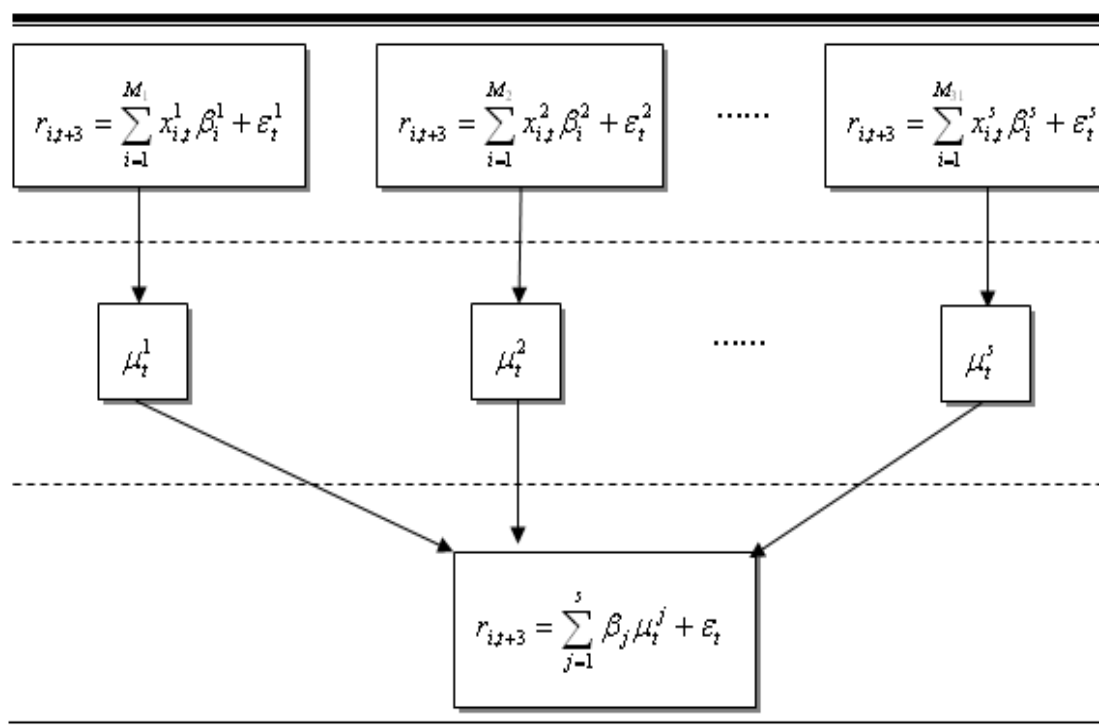 r_{i,t+3} = \sum_{i=1}^{M_1} x_{i,t}^1 \beta_i^1 + \varepsilon_t^1
r_{i,t+3} = \sum_{i=1}^{M_2} x_{i,t}^2 \beta_i^2 + \varepsilon_t^2
......
r_{i,t+3} = \sum_{i=1}^{M_{31}} x_{i,t}^s \beta_i^s + \varepsilon_t^s
\mu_t^1
\mu_t^2
......
\mu_t^s
r_{i,t+3} = \sum_{j=1}^{s} \beta_j \mu_t^j + \varepsilon_t